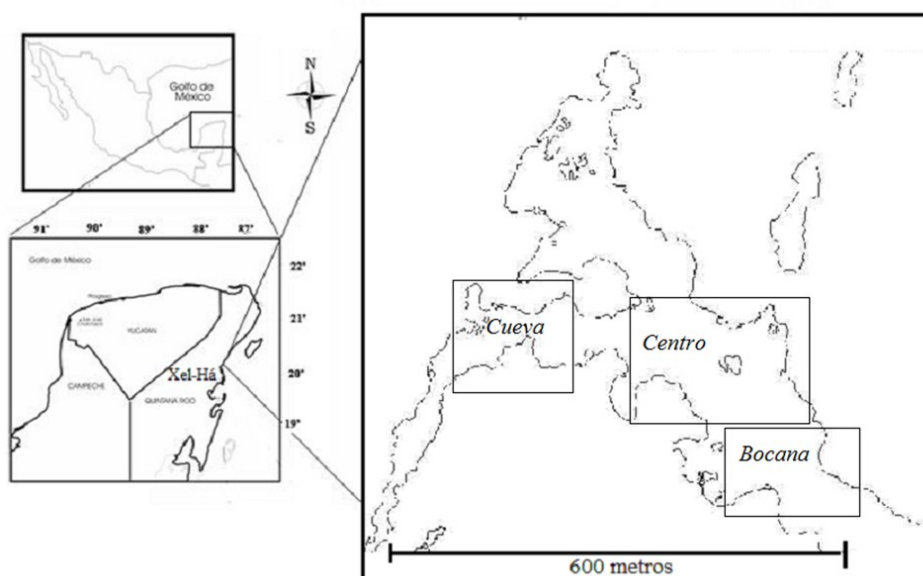 Golfo de
México
N
S
91' 90' 89' 88' 87'
Golfo de México
22'
21'
20'
19'
Progreso
YUCATAN
Xel-Há
CAMPECHE
QUINTANA ROO
Cueva
Centro
Bocana
600 metros